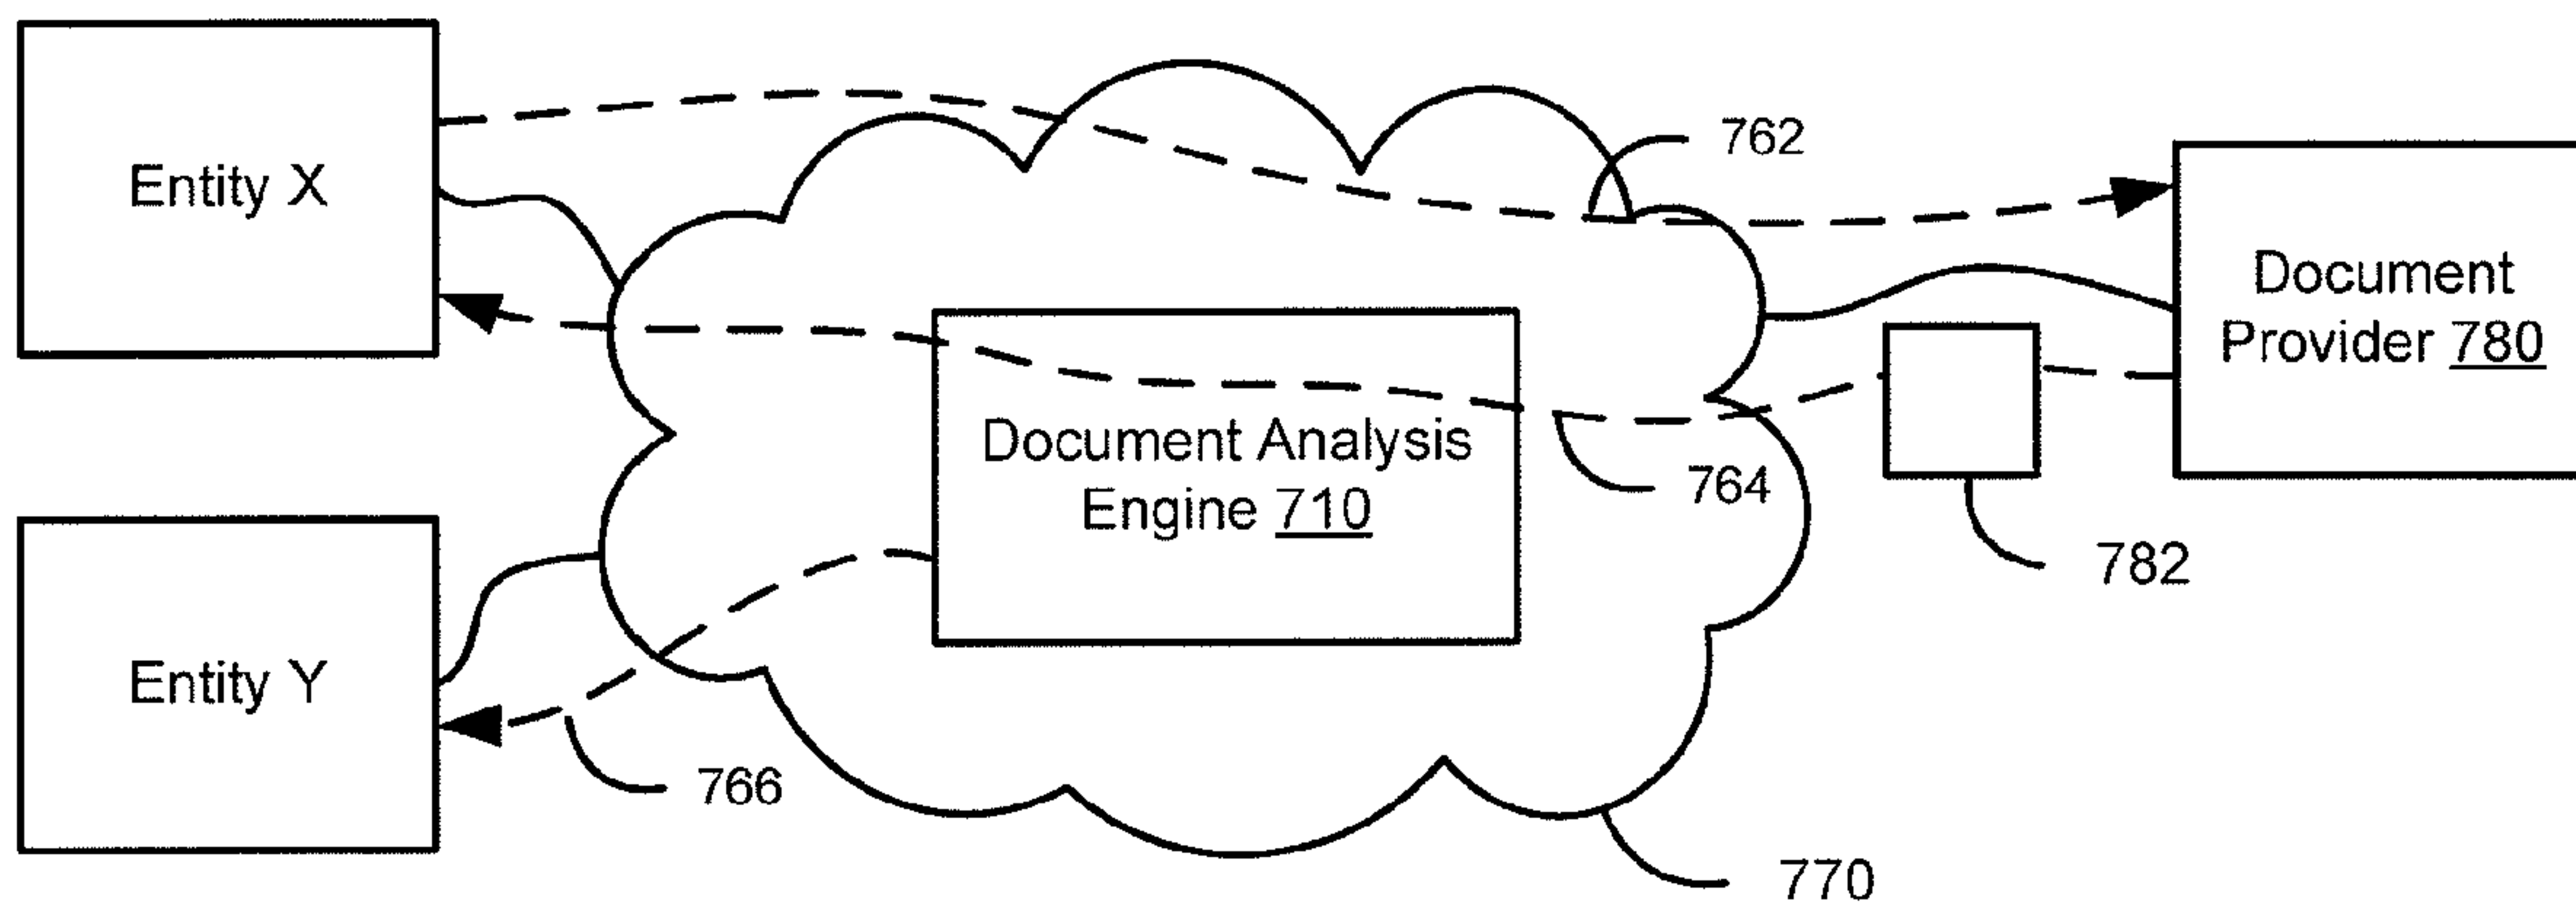 Entity X
762
Document
Provider 780
Document Analysis
Engine 710
764
782
Entity Y
766
770